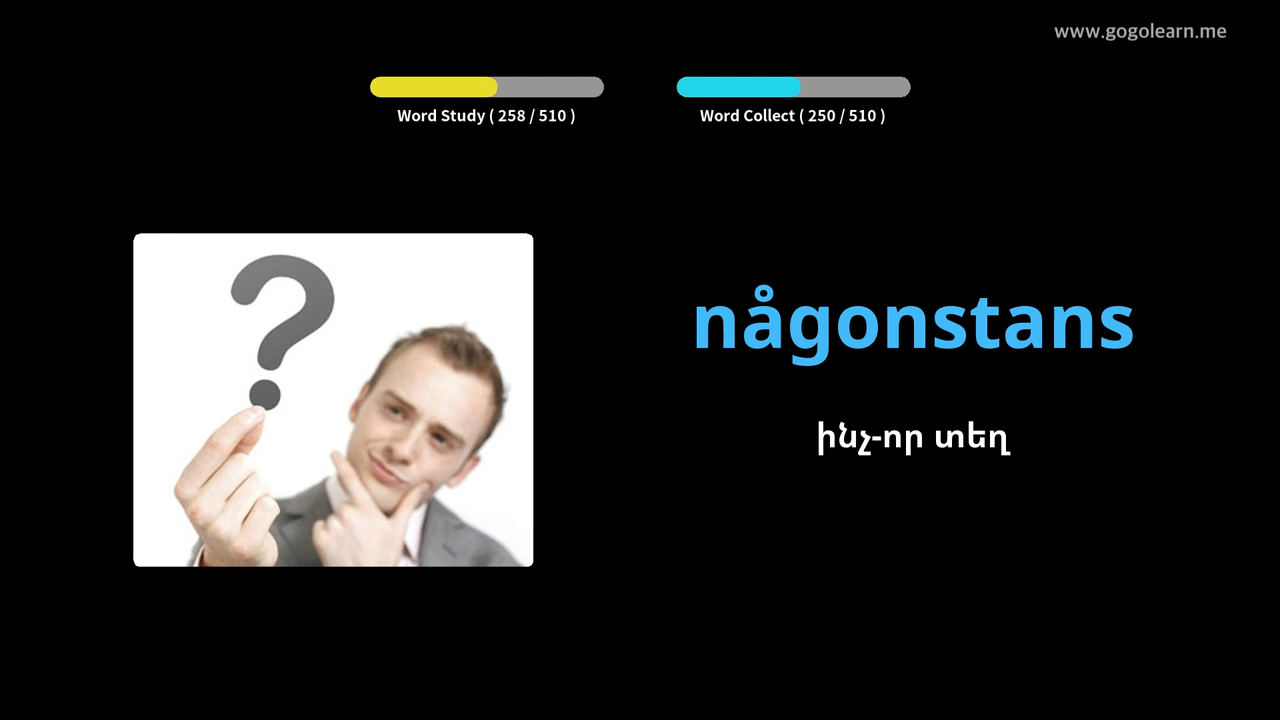 www.gogolearn.me
Word Study ( 258 / 510 )
Word Collect ( 250 / 510 )
någonstans
ինչ-որ տեղ